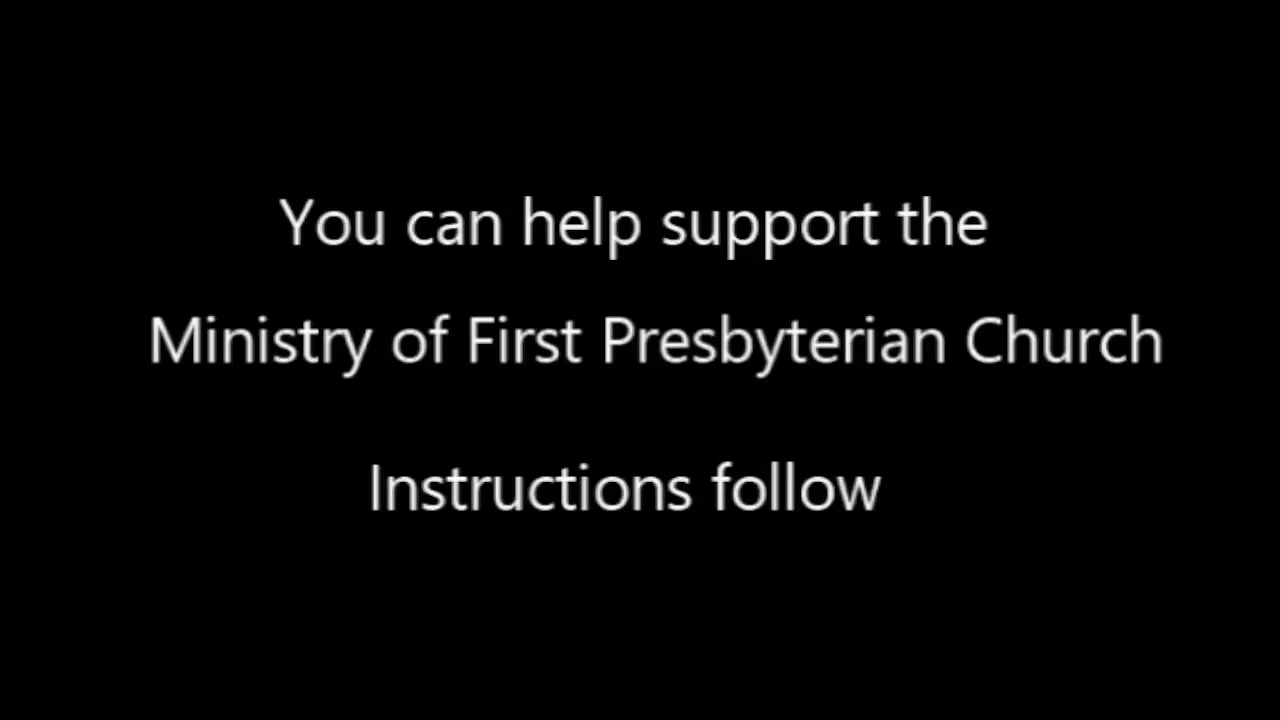 You can help support the
Ministry of First Presbyterian Church
Instructions follow